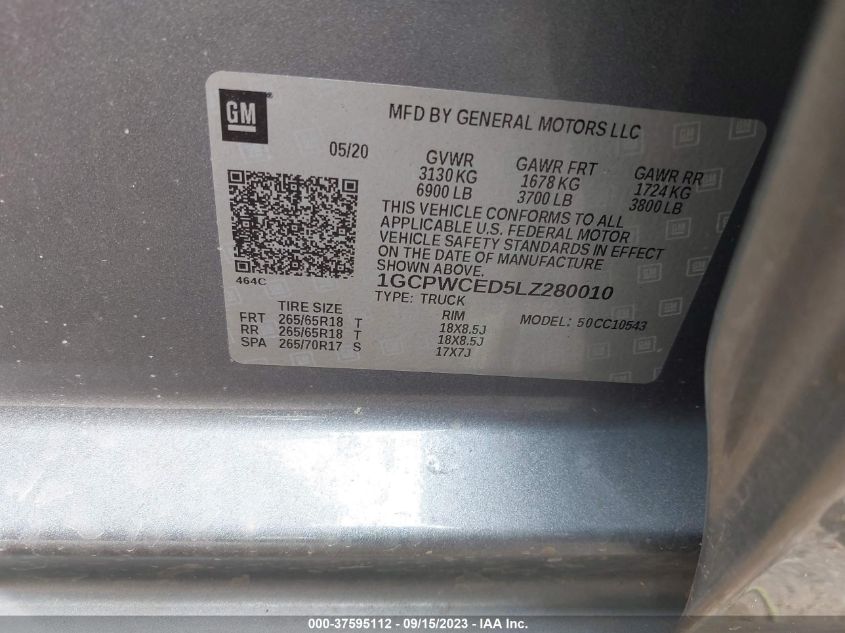 GM
MFD BY GENERAL MOTORS LLC
05/20
GVWR GAWR FRT GAWR RR
3130 KG 1678 KG 1724 KG
6900 LB 3700 LB 3800 LB
THIS VEHICLE CONFORMS TO ALL
APPLICABLE U.S. FEDERAL MOTOR
VEHICLE SAFETY STANDARDS IN EFFECT
ON THE DATE OF MANUFACTURE
SHOWN ABOVE.
464C
1GCPWCED5LZ280010
TYPE: TRUCK
TIRE SIZE RIM MODEL: 50CC10543
FRT 265/65R18 T 18X8.5J
RR 265/65R18 T 18X8.5J
SPA 265/70R17 S 17X7J
000-37595112 - 09/15/2023 - IAA Inc.